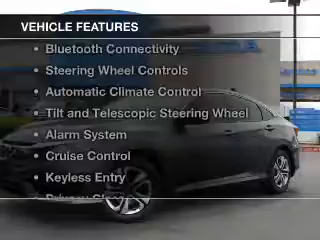 VEHICLE FEATURES
• Bluetooth Connectivity
• Steering Wheel Controls
• Automatic Climate Control
• Tilt and Telescopic Steering Wheel
• Alarm System
• Cruise Control
• Keyless Entry